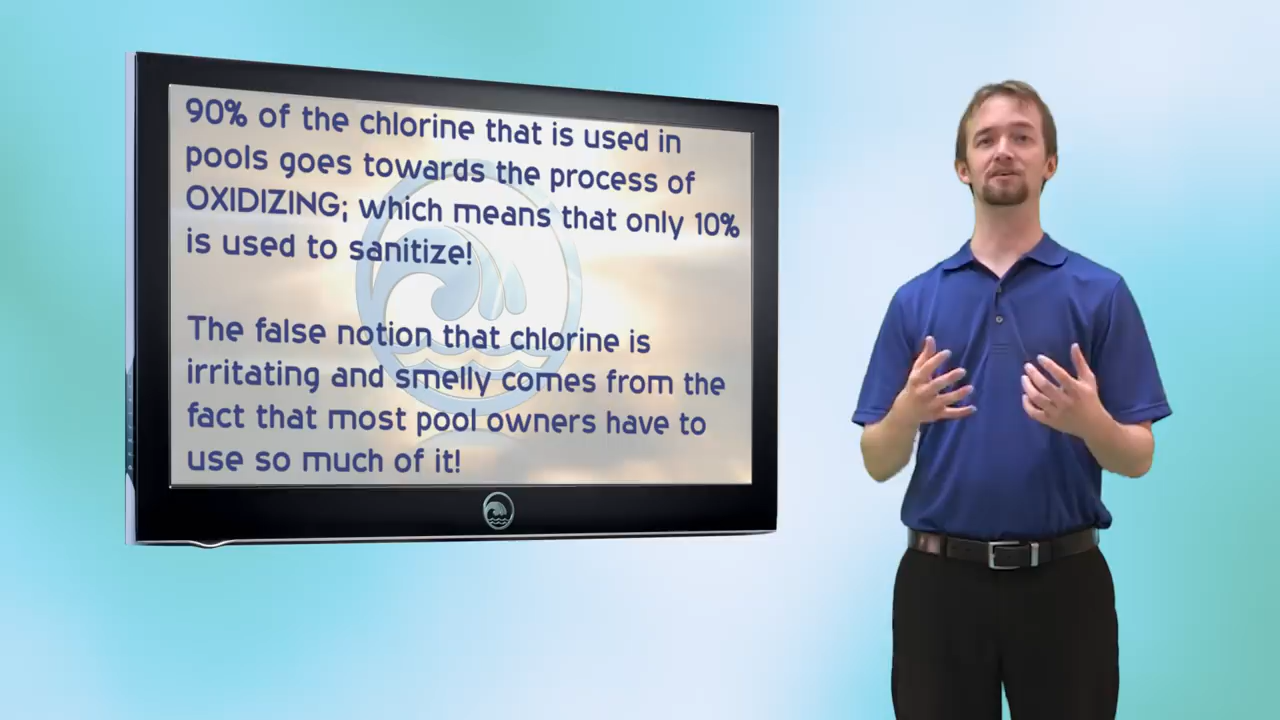 90% of the chlorine that is used in
pools goes towards the process of
OXIDIZING; which means that only 10%
is used to sanitize!
The false notion that chlorine is
irritating and smelly comes from the
fact that most pool owners have to
use so much of it!